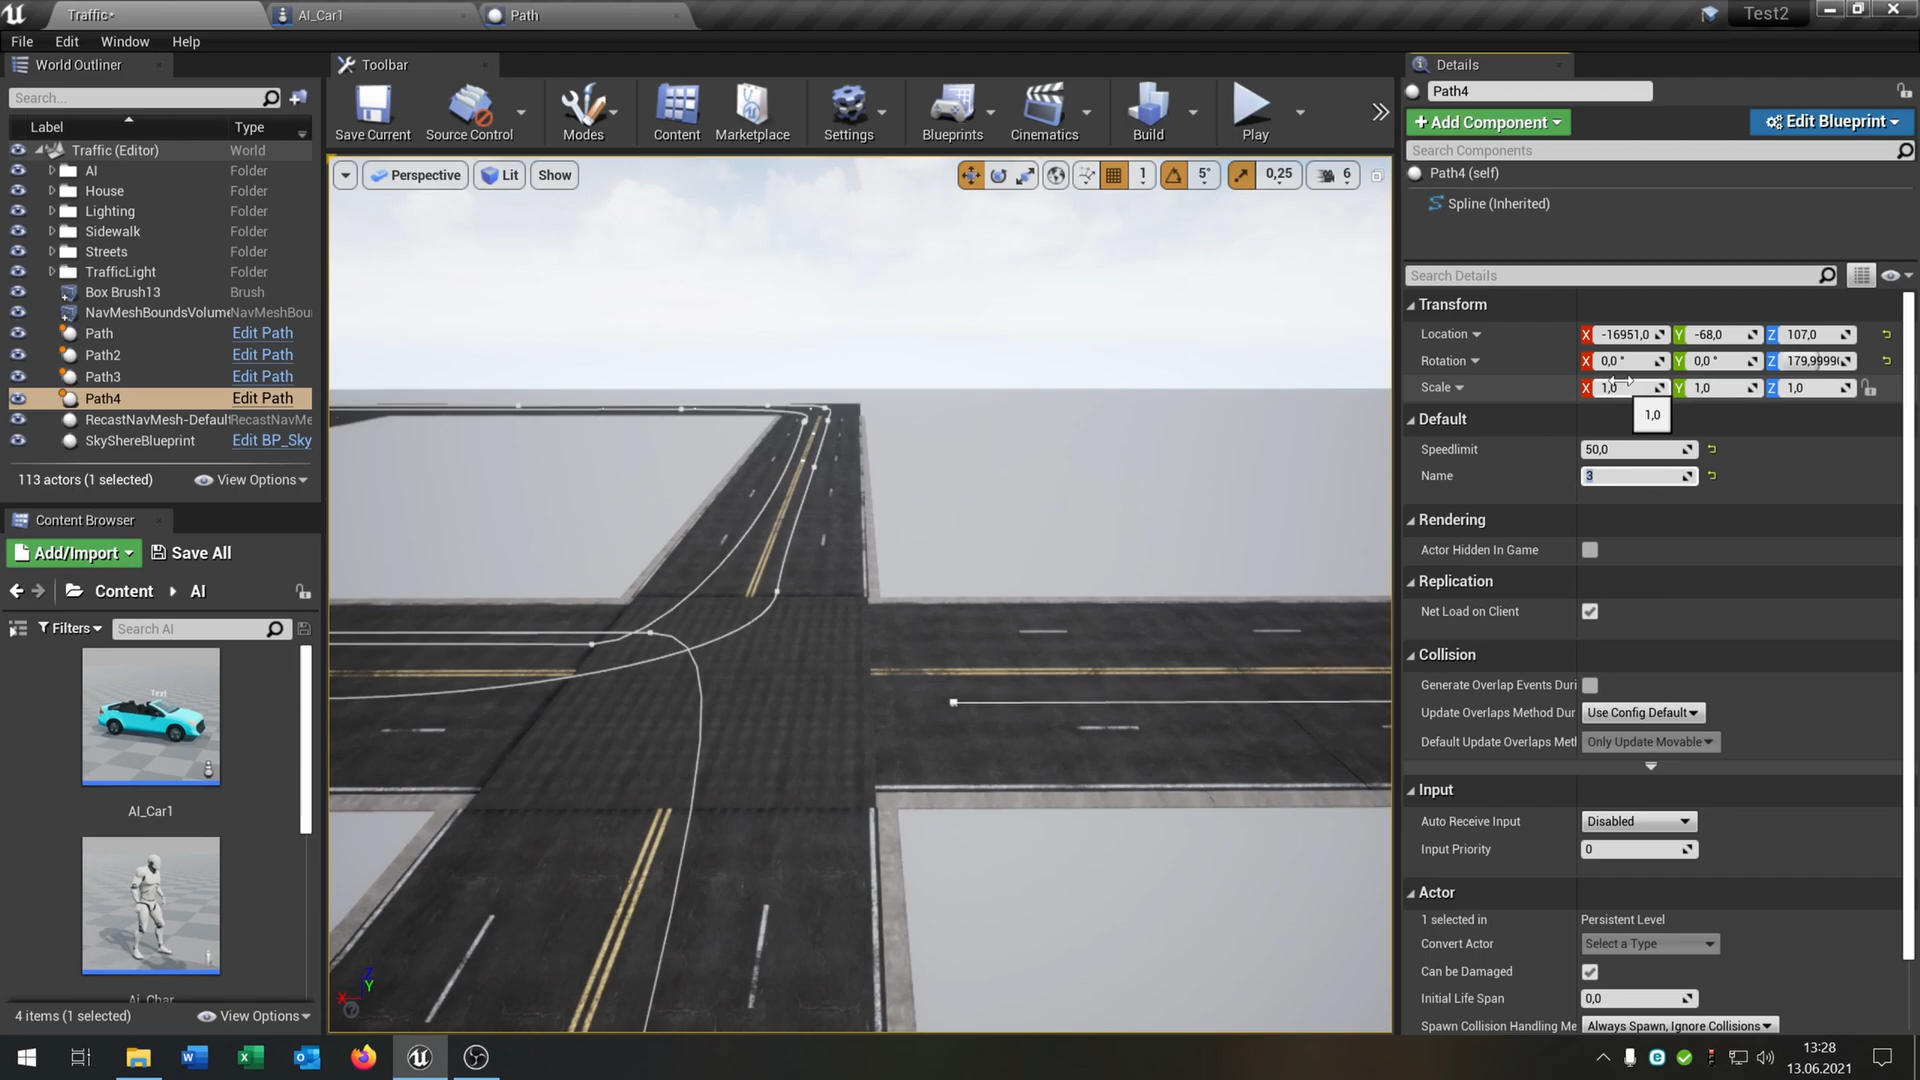 Traffic*
AI_Car1
Path
Test2
File Edit Window Help
World Outliner
Search...
Label Type
Traffic (Editor) World
AI Folder
House Folder
Lighting Folder
Sidewalk Folder
Streets Folder
TrafficLight Folder
Box Brush13 Brush
NavMeshBoundsVolume NavMeshBou
Path Edit Path
Path2 Edit Path
Path3 Edit Path
Path4 Edit Path
RecastNavMesh-Default RecastNavMe
SkyShereBlueprint Edit BP_Sky
113 actors (1 selected) View Options
Content Browser
Add/Import Save All
Content AI
Filters Search AI
Text
AI_Car1
Ai_Char
4 items (1 selected) View Options
Toolbar
Save Current Source Control Modes Content Marketplace Settings Blueprints Cinematics Build Play
Perspective Lit Show 1 5° 0,25 6
Z
Y
X
Details
Path4
+ Add Component Edit Blueprint
Search Components
Path4 (self)
Spline (Inherited)
Search Details
Transform
Location X -16951,0 Y -68,0 Z 107,0
Rotation X 0,0 ° Y 0,0 ° Z 179,9999
Scale X 1,0 Y 1,0 Z 1,0
1,0
Default
Speedlimit 50,0
Name 3
Rendering
Actor Hidden In Game
Replication
Net Load on Client
Collision
Generate Overlap Events Duri
Update Overlaps Method Dur Use Config Default
Default Update Overlaps Meth Only Update Movable
Input
Auto Receive Input Disabled
Input Priority 0
Actor
1 selected in Persistent Level
Convert Actor Select a Type
Can be Damaged
Initial Life Span 0,0
Spawn Collision Handling Me Always Spawn, Ignore Collisions
13:28
13.06.2021